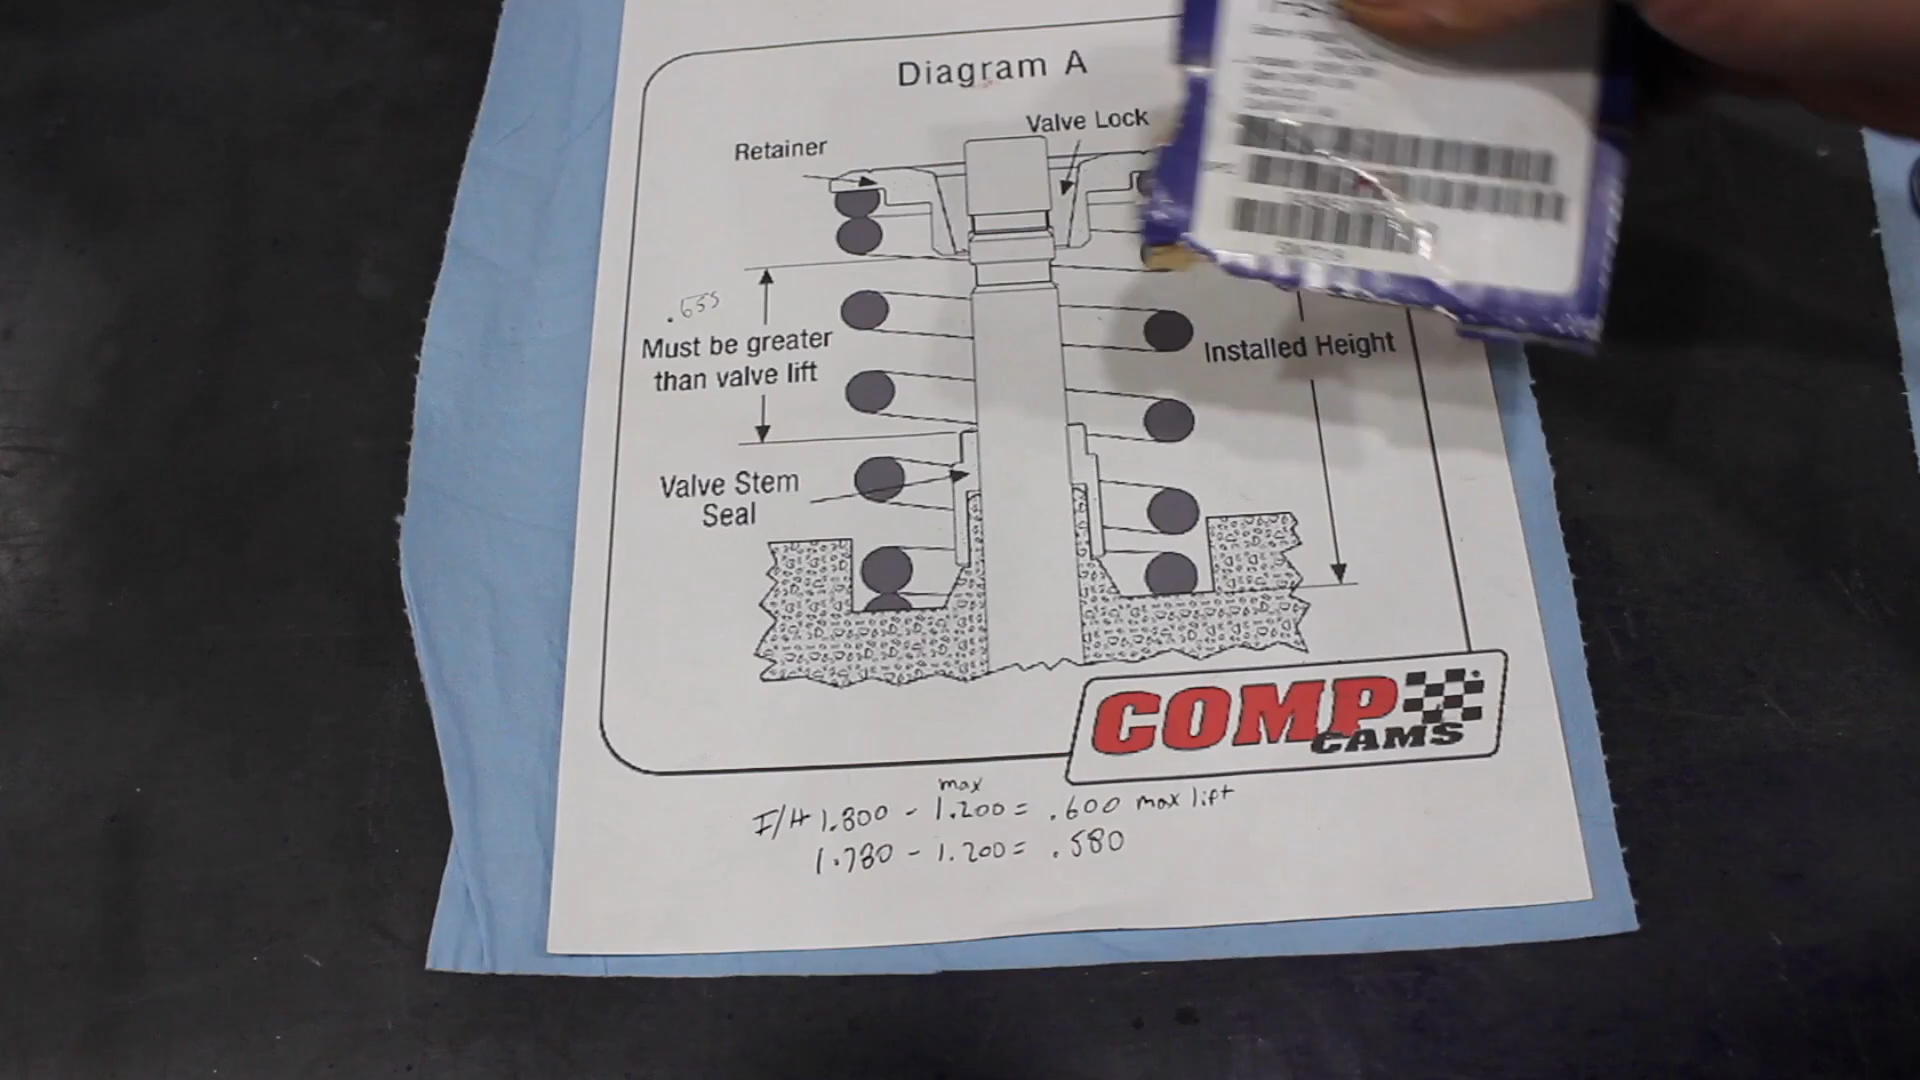 Diagram A
Valve Lock
Retainer
.655
Must be greater
than valve lift
Installed Height
Valve Stem
Seal
COMP
CAMS
max
I/H 1.800 - 1.200 = .600 max lift
1.780 - 1.200 = .580